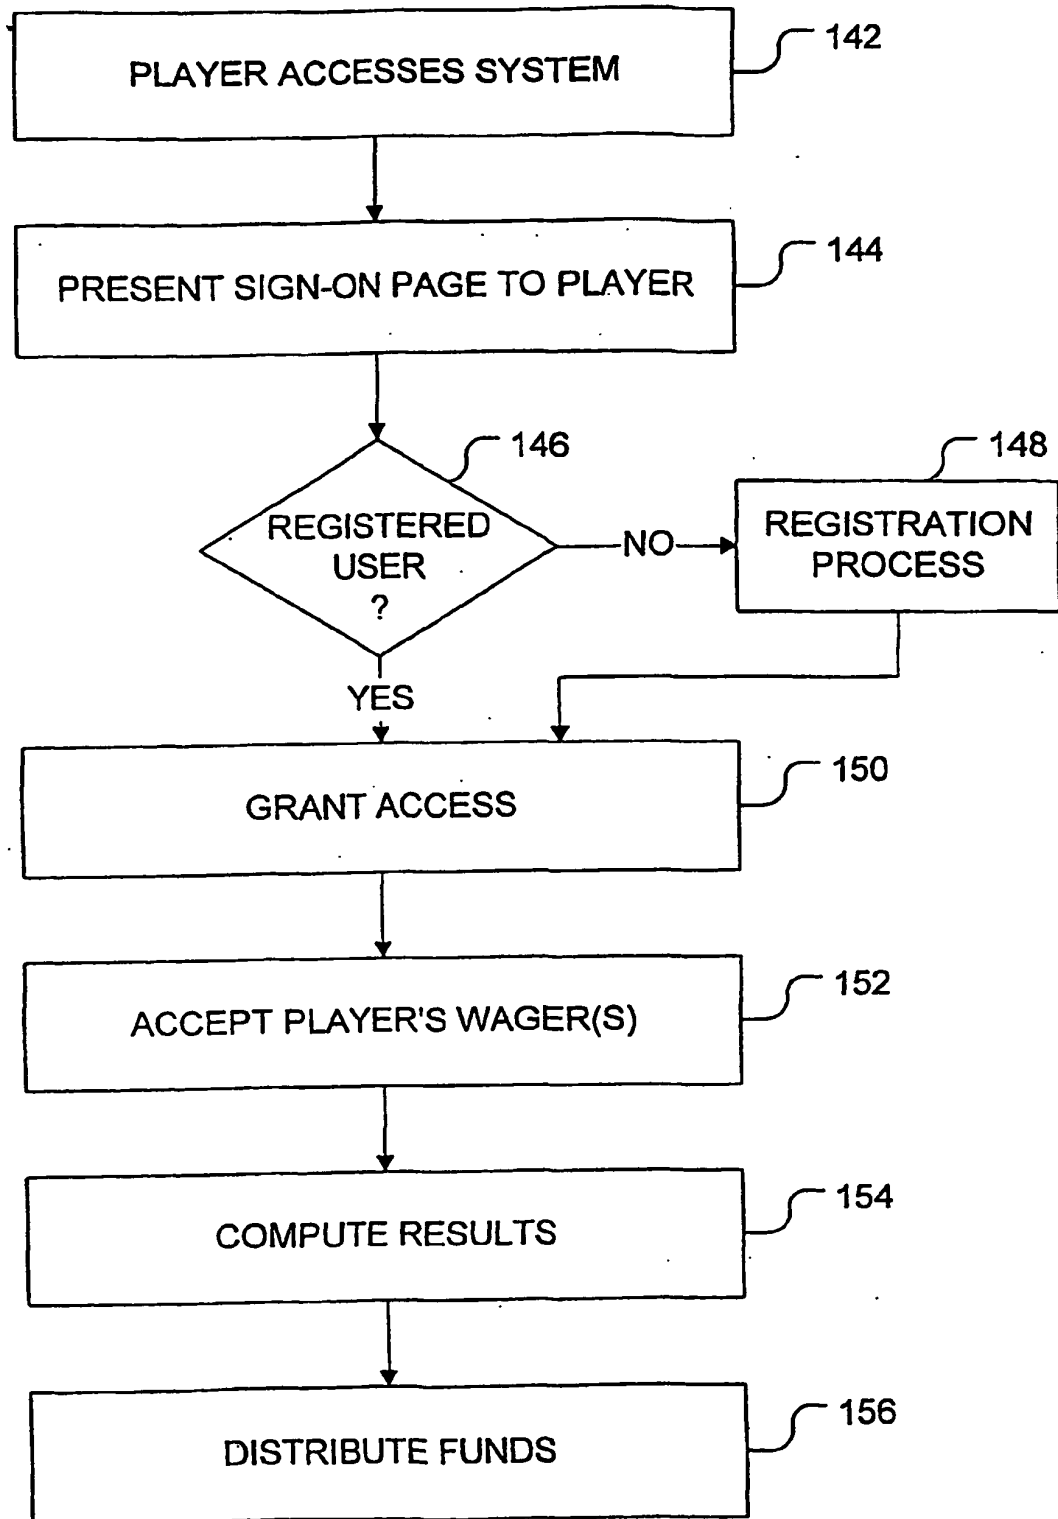 142
PLAYER ACCESSES SYSTEM
144
PRESENT SIGN-ON PAGE TO PLAYER
146
148
REGISTERED
USER
?
NO
REGISTRATION
PROCESS
YES
150
GRANT ACCESS
152
ACCEPT PLAYER'S WAGER(S)
154
COMPUTE RESULTS
156
DISTRIBUTE FUNDS